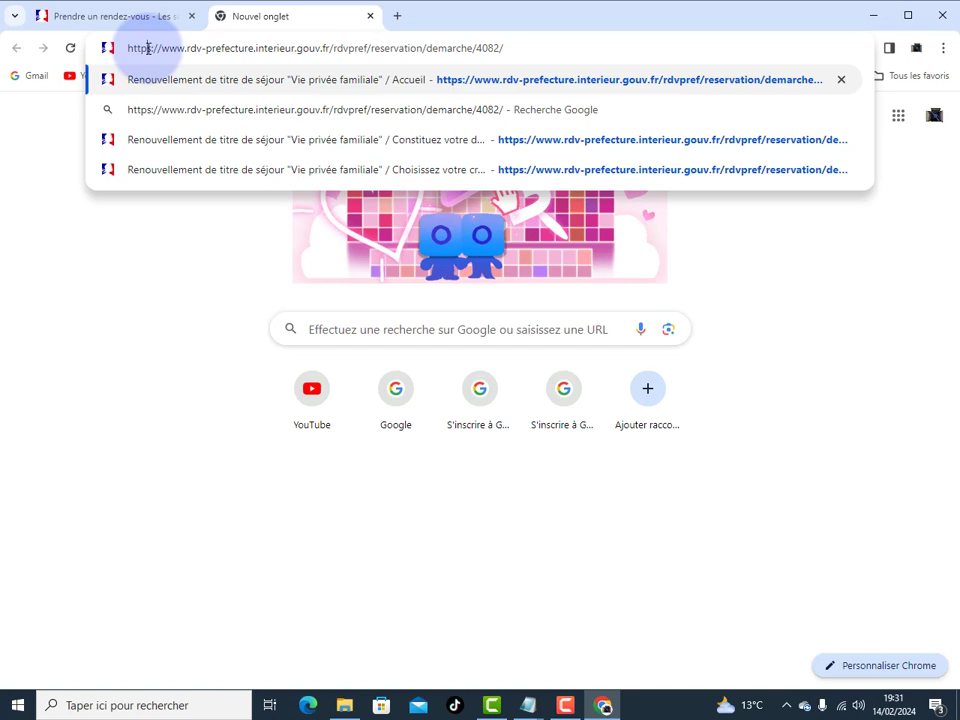 Prendre un rendez-vous - Les s
Nouvel onglet
https://www.rdv-prefecture.interieur.gouv.fr/rdvpref/reservation/demarche/4082/
Gmail
Tous les favoris
Renouvellement de titre de séjour "Vie privée familiale" / Accueil - https://www.rdv-prefecture.interieur.gouv.fr/rdvpref/reservation/demarche...
https://www.rdv-prefecture.interieur.gouv.fr/rdvpref/reservation/demarche/4082/ - Recherche Google
Renouvellement de titre de séjour "Vie privée familiale" / Constituez votre d... - https://www.rdv-prefecture.interieur.gouv.fr/rdvpref/reservation/de...
Renouvellement de titre de séjour "Vie privée familiale" / Choisissez votre cr... - https://www.rdv-prefecture.interieur.gouv.fr/rdvpref/reservation/de...
Effectuez une recherche sur Google ou saisissez une URL
YouTube
Google
S'inscrire à G...
S'inscrire à G...
Ajouter racco...
Personnaliser Chrome
Taper ici pour rechercher
13°C
19:31
14/02/2024
3